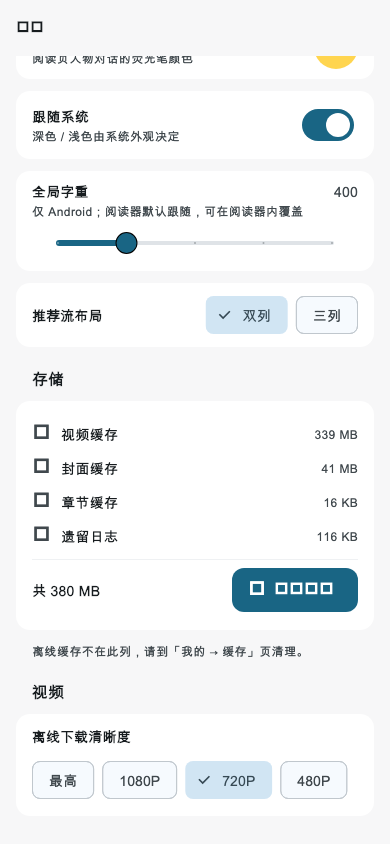 阅读页人物对话的荧光笔颜色
跟随系统
深色 / 浅色由系统外观决定
全局字重 400
仅 Android；阅读器默认跟随，可在阅读器内覆盖
推荐流布局 双列 三列
存储
视频缓存 339 MB
封面缓存 41 MB
章节缓存 16 KB
遗留日志 116 KB
共 380 MB
离线缓存不在此列，请到「我的 → 缓存」页清理。
视频
离线下载清晰度
最高 1080P 720P 480P